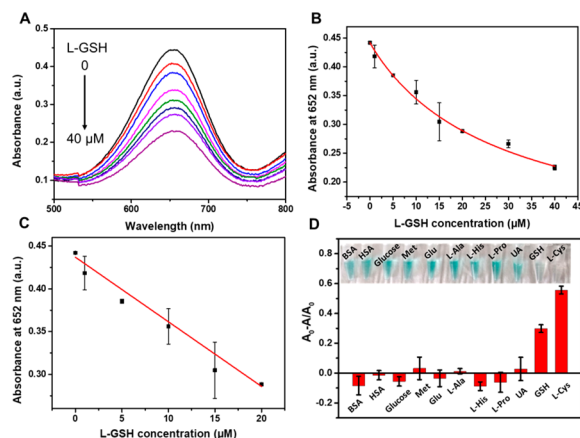 A
L-GSH
0
40 µM
0.5
0.4
0.3
0.2
0.1
500
600
700
800
Wavelength (nm)
Absorbance (a.u.)
B
0.45
0.40
0.35
0.30
0.25
0.20
-5
0
5
10
15
20
25
30
35
40
45
L-GSH concentration (µM)
Absorbance at 652 nm (a.u.)
C
0.45
0.40
0.35
0.30
0
5
10
15
20
L-GSH concentration (µM)
Absorbance at 652 nm (a.u.)
D
BSA
HSA
Glucose
Met
Glu
L-Ala
L-His
L-Pro
UA
GSH
L-Cys
0.8
0.6
0.4
0.2
0.0
A0-A/A0
BSA
HSA
Glucose
Met
Glu
L-Ala
L-His
L-Pro
UA
GSH
L-Cys